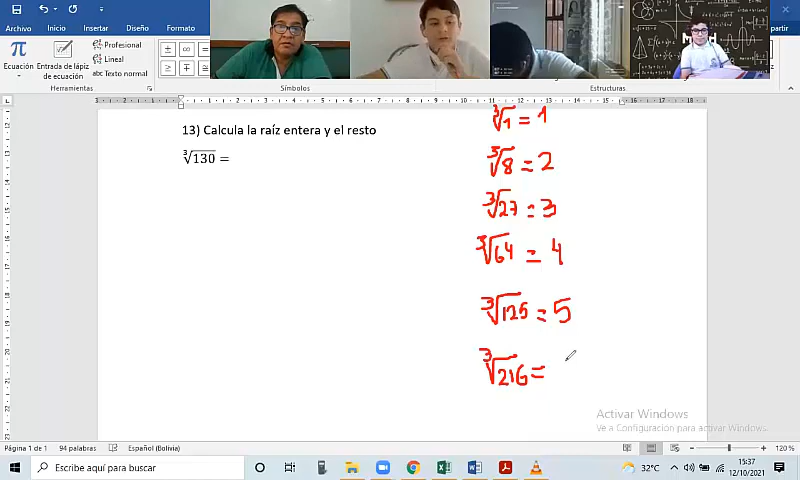 Archivo Inicio Insertar Diseño Format
partir
π
Ecuación
Entrada de lápiz de ecuación
Profesional
Lineal
Texto normal
± ∞ =
≥ ∓ ≅
Herramientas Símbolos Estructuras
13) Calcula la raíz entera y el resto
∛130 =
∛1 = 1
∛8 = 2
∛27 = 3
∛64 = 4
∛125 = 5
∛216 =
Activar Windows
Ve a Configuración para activar Windows.
Página 1 de 1 94 palabras Español (Bolivia) 120 %
Escribe aquí para buscar
32°C
15:37
12/10/2021